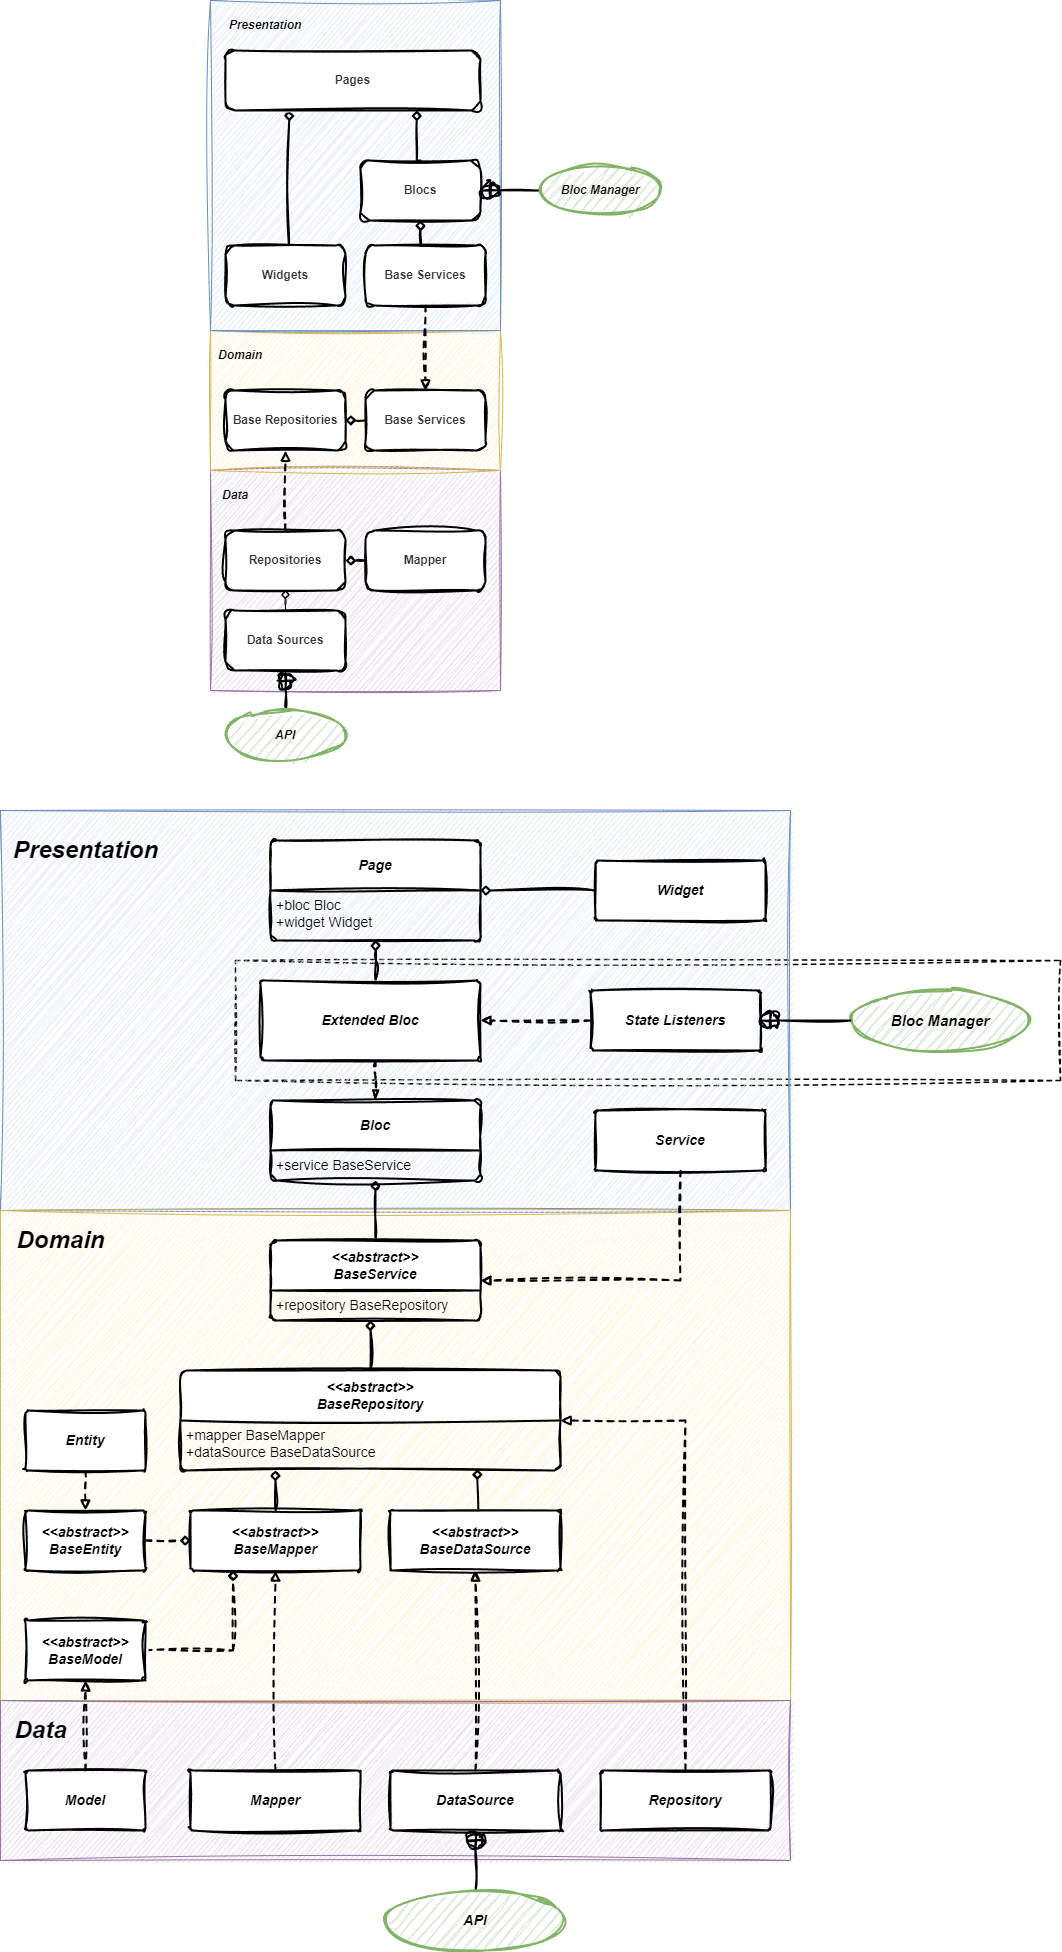 Presentation
Pages
Blocs
Bloc Manager
Widgets
Base Services
Domain
Base Repositories
Base Services
Data
Repositories
Mapper
Data Sources
API
Presentation
Page
+bloc Bloc
+widget Widget
Widget
Extended Bloc
State Listeners
Bloc Manager
Bloc
+service BaseService
Service
Domain
<<abstract>>
BaseService
+repository BaseRepository
<<abstract>>
BaseRepository
+mapper BaseMapper
+dataSource BaseDataSource
Entity
<<abstract>>
BaseEntity
<<abstract>>
BaseMapper
<<abstract>>
BaseDataSource
<<abstract>>
BaseModel
Data
Model
Mapper
DataSource
Repository
API